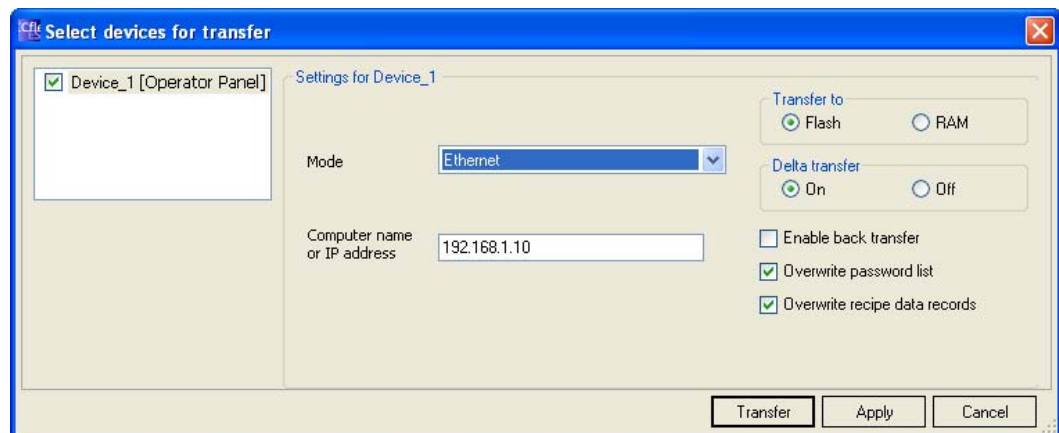 Select devices for transfer
Device_1 [Operator Panel]
Settings for Device_1
Mode
Ethernet
Computer name
or IP address
192.168.1.10
Transfer to
Flash
RAM
Delta transfer
On
Off
Enable back transfer
Overwrite password list
Overwrite recipe data records
Transfer
Apply
Cancel